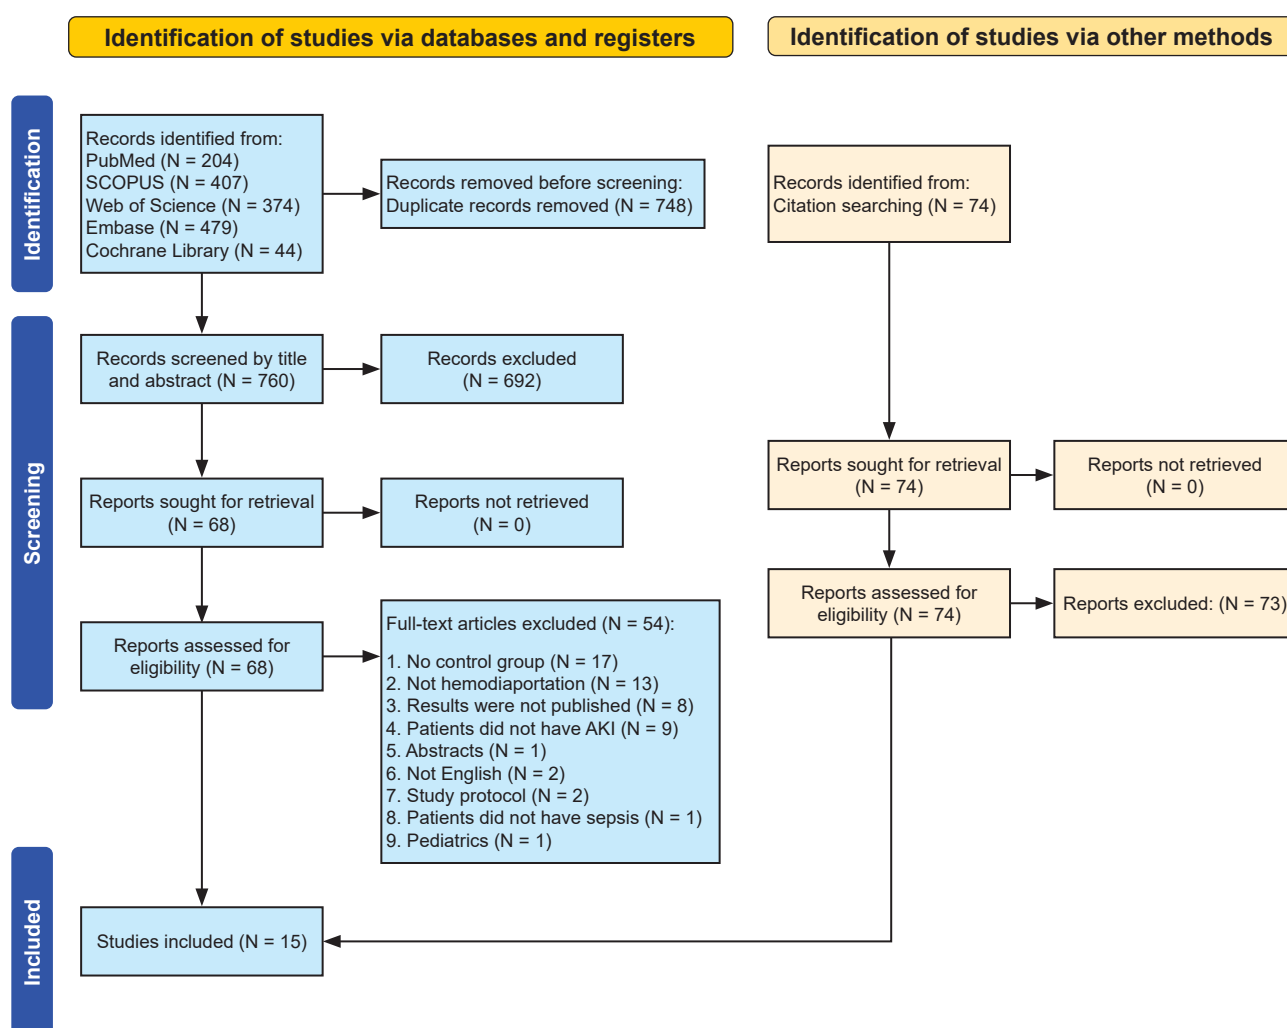 Identification of studies via databases and registers
Identification of studies via other methods
Identification
Records identified from:
PubMed (N = 204)
SCOPUS (N = 407)
Web of Science (N = 374)
Embase (N = 479)
Cochrane Library (N = 44)
Records removed before screening:
Duplicate records removed (N = 748)
Records identified from:
Citation searching (N = 74)
Screening
Records screened by title
and abstract (N = 760)
Records excluded
(N = 692)
Reports sought for retrieval
(N = 68)
Reports not retrieved
(N = 0)
Reports sought for retrieval
(N = 74)
Reports not retrieved
(N = 0)
Reports assessed for
eligibility (N = 68)
Full-text articles excluded (N = 54):
1. No control group (N = 17)
2. Not hemodiaportation (N = 13)
3. Results were not published (N = 8)
4. Patients did not have AKI (N = 9)
5. Abstracts (N = 1)
6. Not English (N = 2)
7. Study protocol (N = 2)
8. Patients did not have sepsis (N = 1)
9. Pediatrics (N = 1)
Reports assessed for
eligibility (N = 74)
Reports excluded: (N = 73)
Included
Studies included (N = 15)